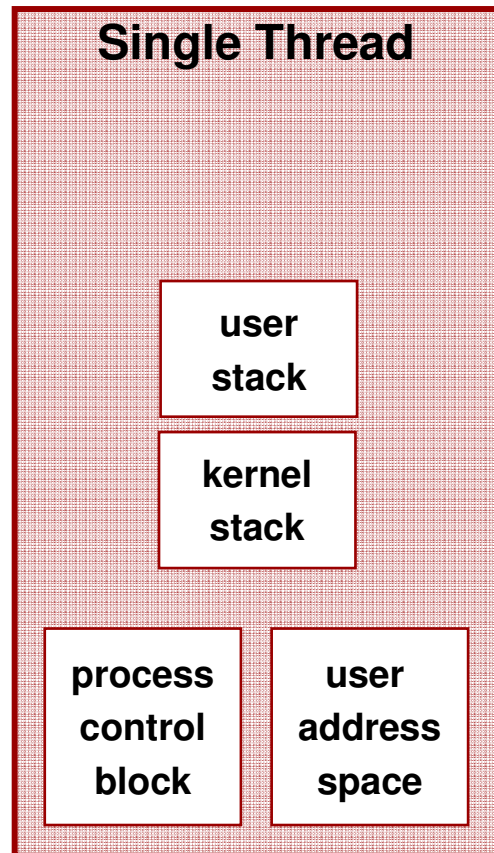 Single Thread
user
stack
kernel
stack
process
control
block
user
address
space